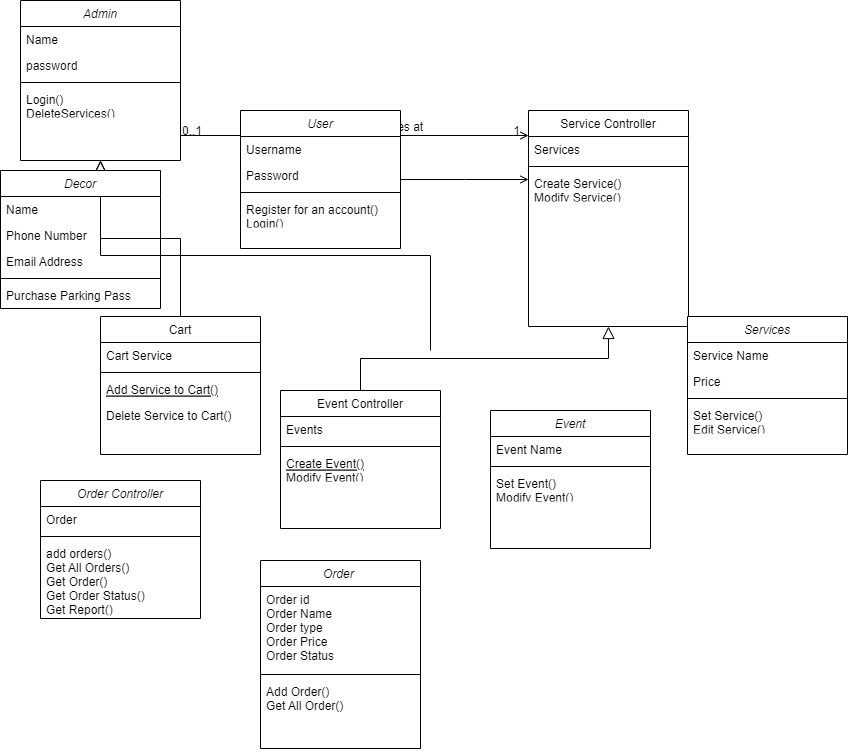 Admin
Name
password
Login()
DeleteServices()
0..1
User
Username
Password
Register for an account()
Login()
es at
1
Service Controller
Services
Create Service()
Modify Service()
Decor
Name
Phone Number
Email Address
Purchase Parking Pass
Cart
Cart Service
Add Service to Cart()
Delete Service to Cart()
Services
Service Name
Price
Set Service()
Edit Service()
Event Controller
Events
Create Event()
Modify Event()
Event
Event Name
Set Event()
Modify Event()
Order Controller
Order
add orders()
Get All Orders()
Get Order()
Get Order Status()
Get Report()
Order
Order id
Order Name
Order type
Order Price
Order Status
Add Order()
Get All Order()